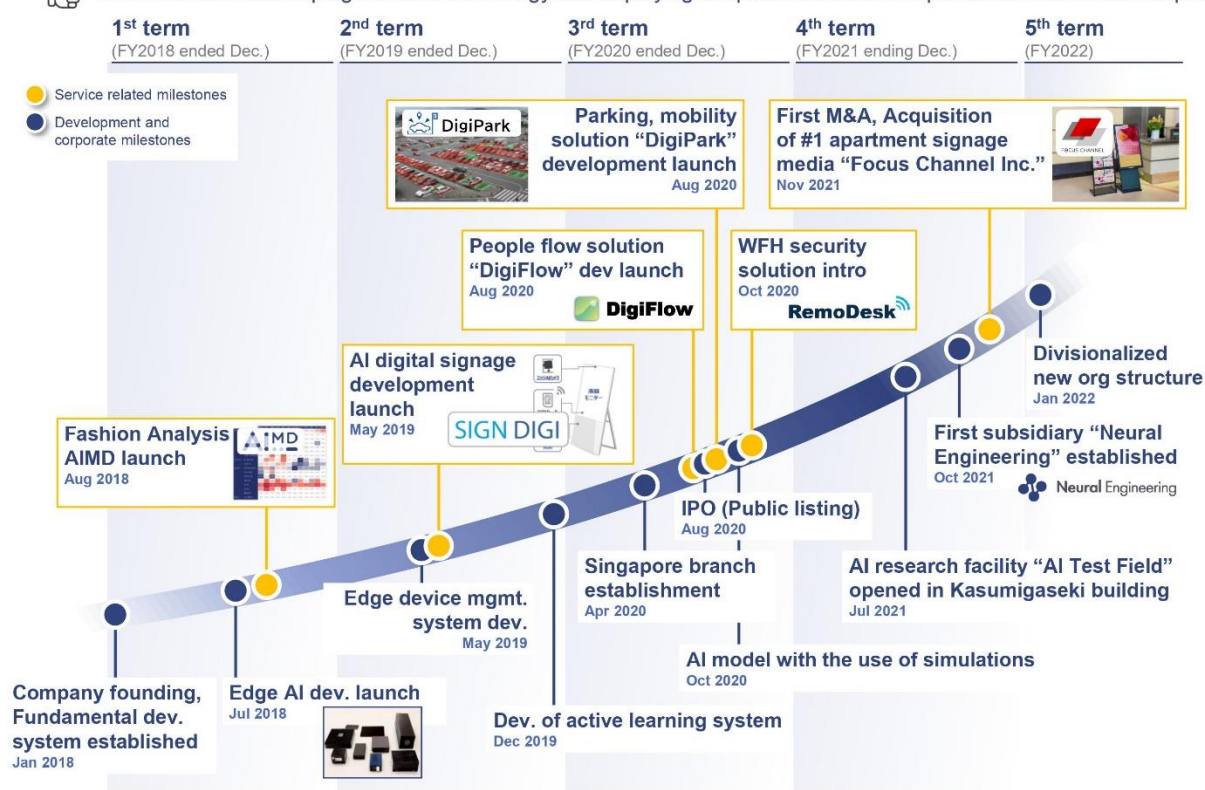 1st term
(FY2018 ended Dec.)
2nd term
(FY2019 ended Dec.)
3rd term
(FY2020 ended Dec.)
4th term
(FY2021 ending Dec.)
5th term
(FY2022)
Service related milestones
Development and
corporate milestones
DigiPark
Parking, mobility
solution “DigiPark”
development launch
Aug 2020
First M&A, Acquisition
of #1 apartment signage
media “Focus Channel Inc.”
Nov 2021
FOCUS CHANNEL
People flow solution
“DigiFlow” dev launch
Aug 2020
DigiFlow
WFH security
solution intro
Oct 2020
RemoDesk
AI digital signage
development
launch
May 2019
SIGN DIGI
モニター
Fashion Analysis
AIMD launch
Aug 2018
AIMD
Divisionalized
new org structure
Jan 2022
First subsidiary “Neural
Engineering” established
Oct 2021
Neural Engineering
IPO (Public listing)
Aug 2020
Singapore branch
establishment
Apr 2020
AI research facility “AI Test Field”
opened in Kasumigaseki building
Jul 2021
Edge device mgmt.
system dev.
May 2019
AI model with the use of simulations
Oct 2020
Company founding,
Fundamental dev.
system established
Jan 2018
Edge AI dev. launch
Jul 2018
Dev. of active learning system
Dec 2019